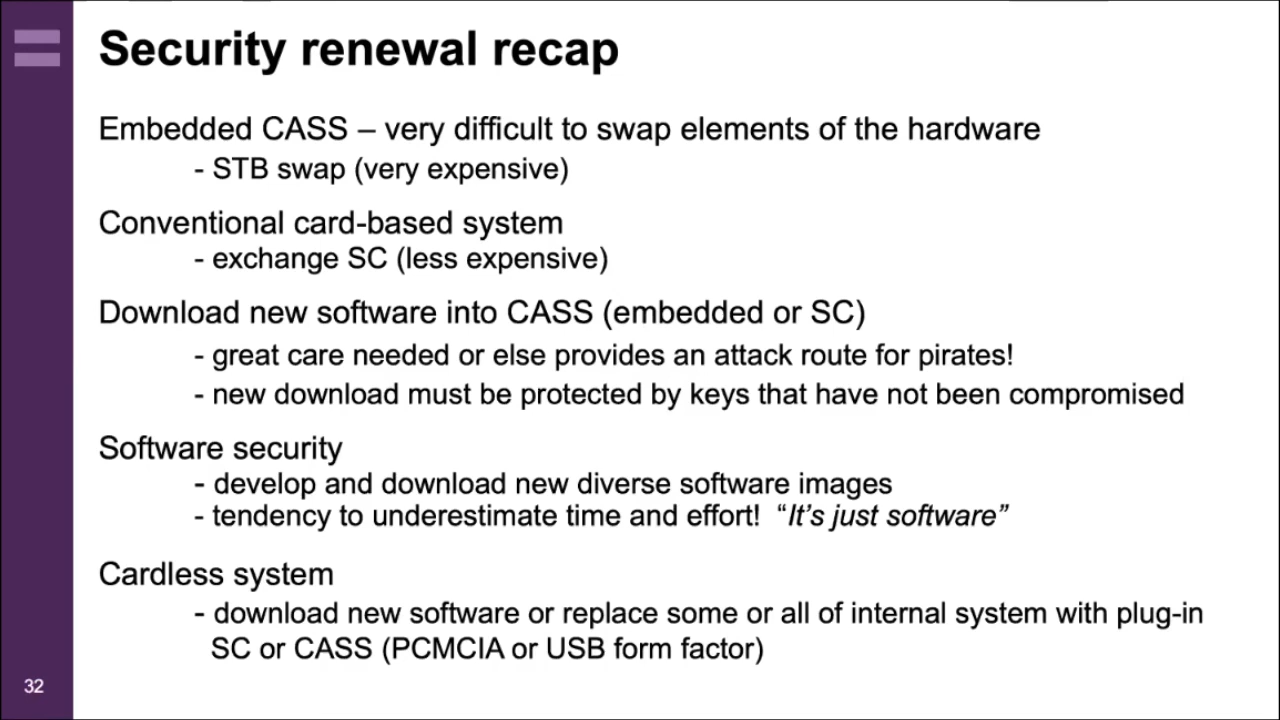 Security renewal recap
Embedded CASS – very difficult to swap elements of the hardware
- STB swap (very expensive)
Conventional card-based system
- exchange SC (less expensive)
Download new software into CASS (embedded or SC)
- great care needed or else provides an attack route for pirates!
- new download must be protected by keys that have not been compromised
Software security
- develop and download new diverse software images
- tendency to underestimate time and effort! “It’s just software”
Cardless system
- download new software or replace some or all of internal system with plug-in
SC or CASS (PCMCIA or USB form factor)
32